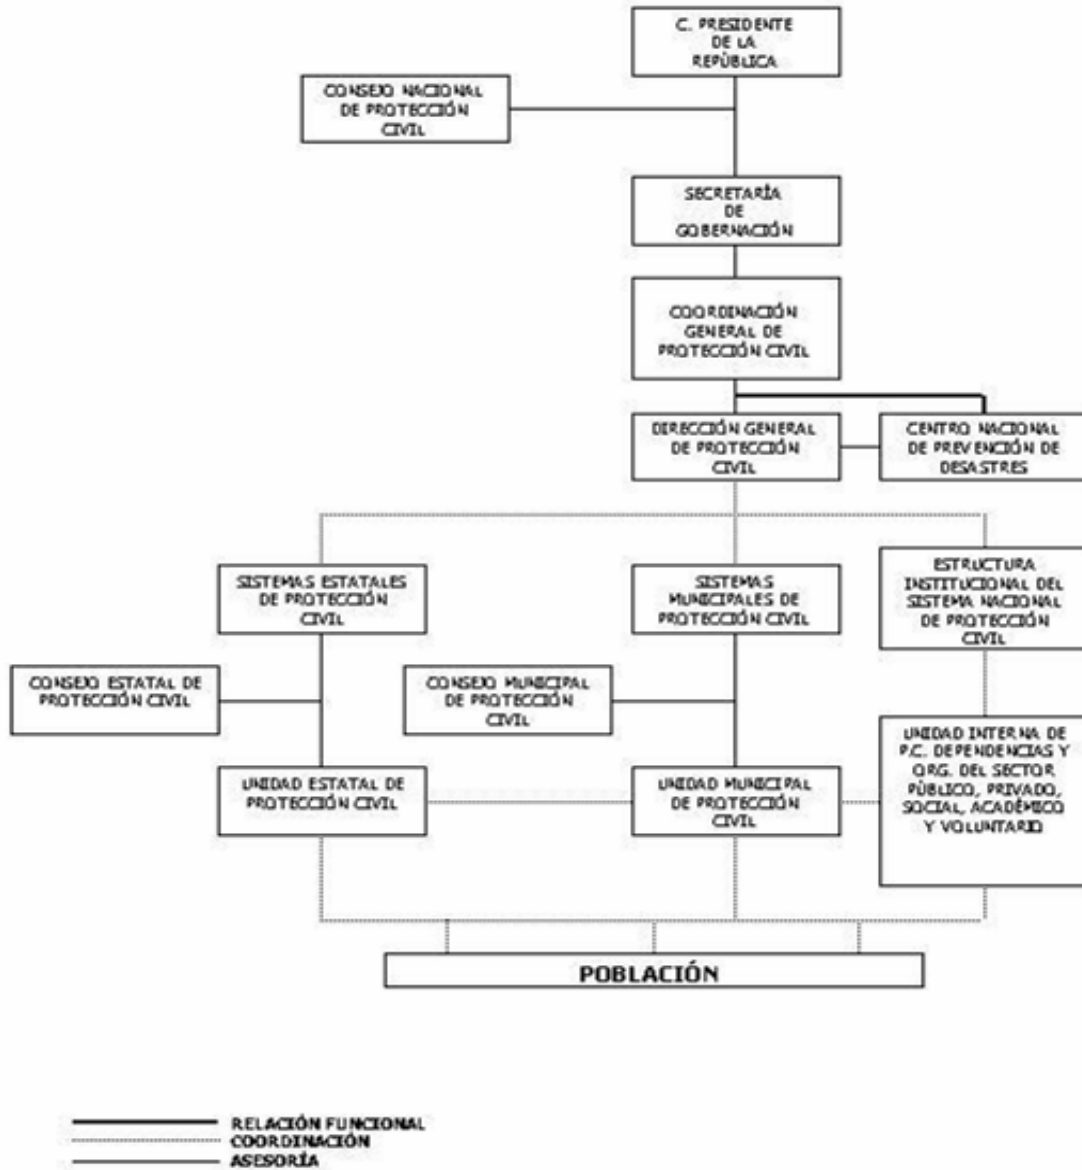 C. PRESIDENTE
DE LA
REPÚBLICA
CONSEJO NACIONAL
DE PROTECCIÓN
CIVIL
SECRETARÍA
DE
GOBERNACIÓN
COORDINACIÓN
GENERAL DE
PROTECCIÓN CIVIL
DIRECCIÓN GENERAL
DE PROTECCIÓN
CIVIL
CENTRO NACIONAL
DE PREVENCIÓN DE
DESASTRES
SISTEMAS ESTATALES
DE PROTECCIÓN
CIVIL
SISTEMAS
MUNICIPALES DE
PROTECCIÓN CIVIL
ESTRUCTURA
INSTITUCIONAL DEL
SISTEMA NACIONAL
DE PROTECCIÓN
CIVIL
CONSEJO ESTATAL DE
PROTECCIÓN CIVIL
CONSEJO MUNICIPAL
DE PROTECCIÓN
CIVIL
UNIDAD ESTATAL DE
PROTECCIÓN CIVIL
UNIDAD MUNICIPAL
DE PROTECCIÓN
CIVIL
UNIDAD INTERNA DE
P.C. DEPENDENCIAS Y
ORG. DEL SECTOR
PÚBLICO, PRIVADO,
SOCIAL, ACADÉMICO
Y VOLUNTARIO
POBLACIÓN
RELACIÓN FUNCIONAL
COORDINACIÓN
ASESORÍA